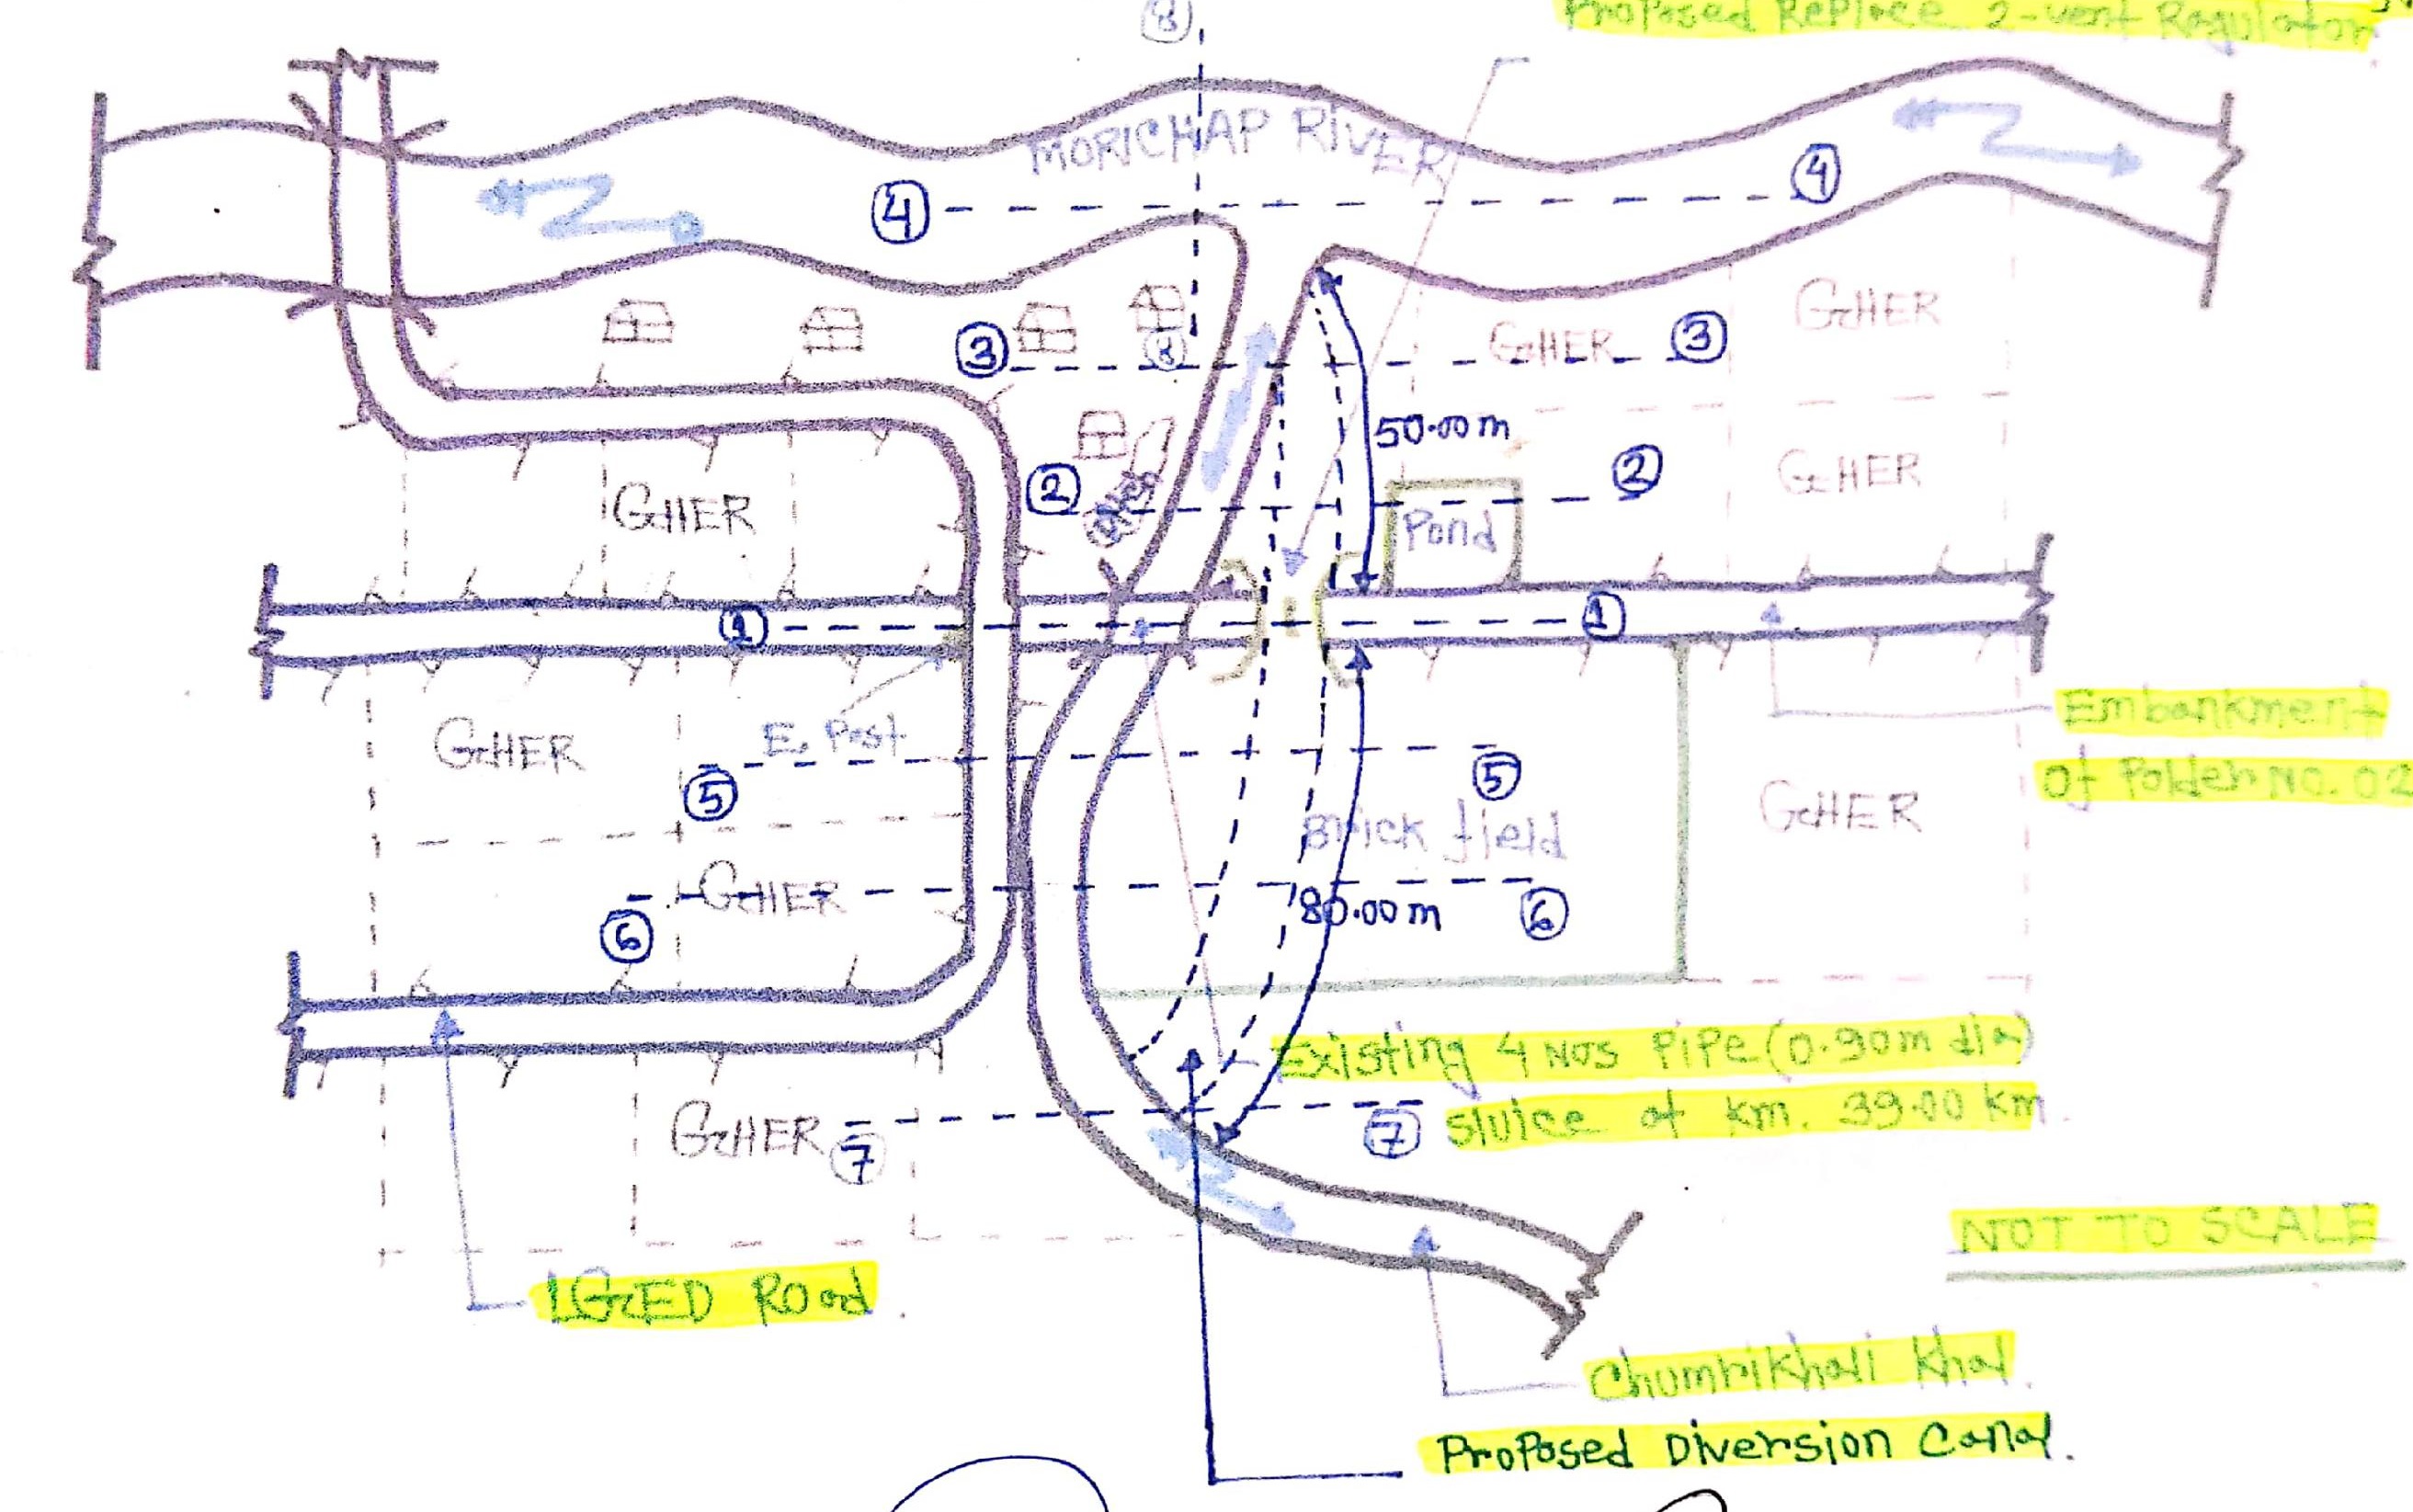 8
Proposed Replace 2-vent Regulator
MORICHAP RIVER
4
4
GHER
3
8
GHER
3
50.00 m
2
2
GHER
GHER
Pond
1
1
Embankment
of Polder No. 02
GHER
E. Post
5
5
GHER
Brick field
GHER
6
80.00 m
6
Existing 4 Nos Pipe (0.90m dia)
sluice at km. 39.00 km.
GHER
7
7
NOT TO SCALE
LGED Road.
Chumrikhali Khal.
Proposed Diversion Canal.